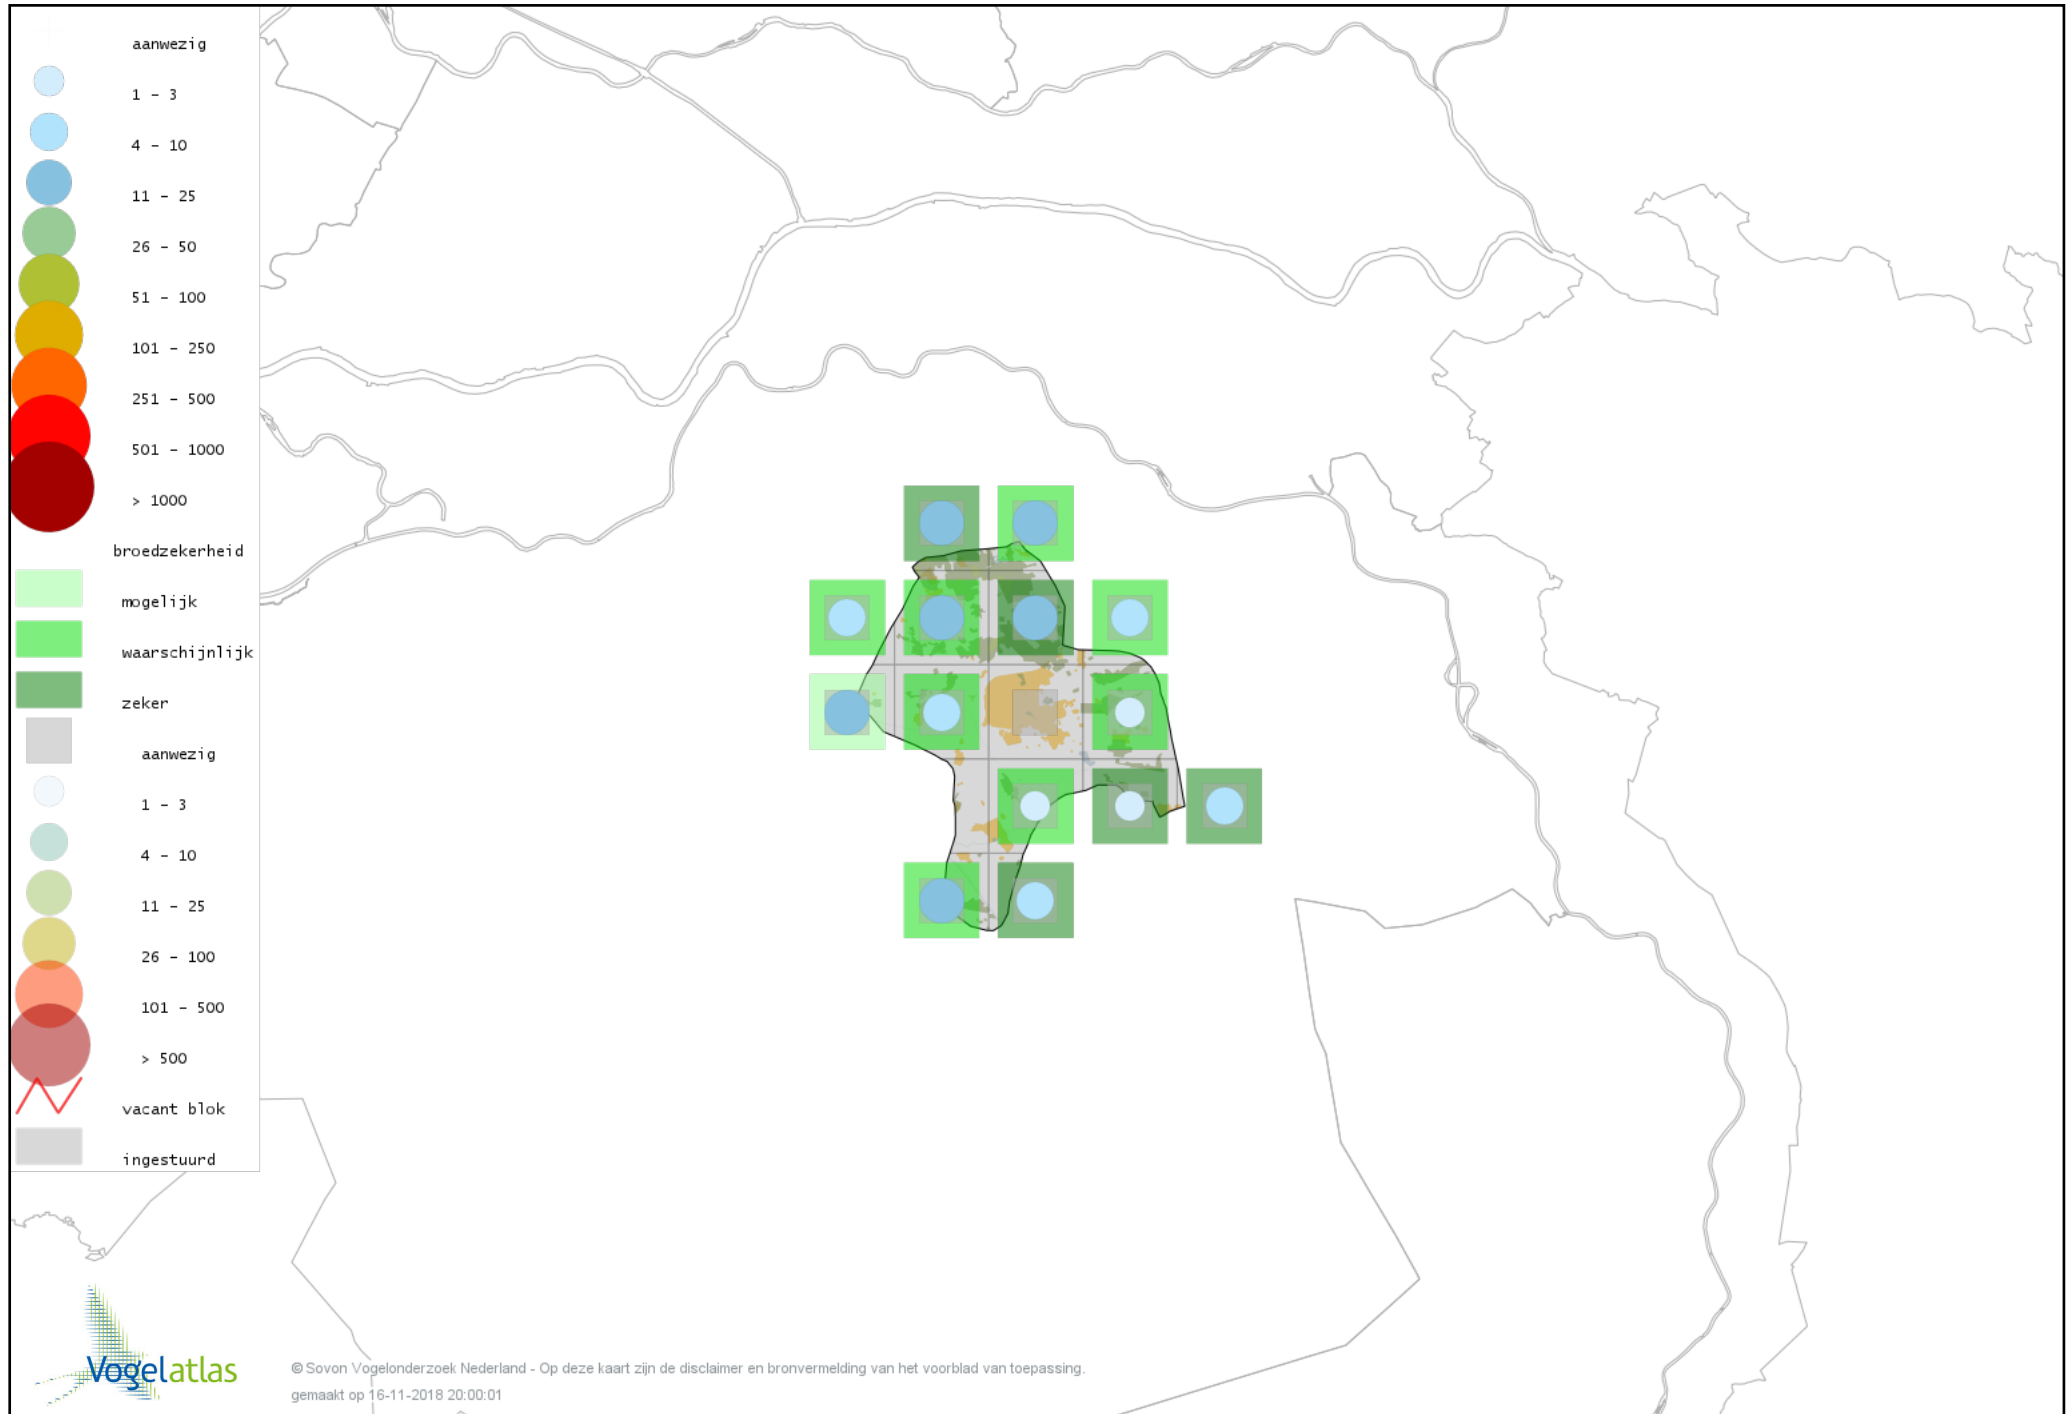 aanwezig
1 - 3
4 - 10
11 - 25
26 - 50
51 - 100
101 - 250
251 - 500
501 - 1000
> 1000
broedzekerheid
mogelijk
waarschijnlijk
zeker
aanwezig
1 - 3
4 - 10
11 - 25
26 - 100
101 - 500
> 500
vacant blok
ingestuurd
Vogelatlas
© Sovon Vogelonderzoek Nederland - Op deze kaart zijn de disclaimer en bronvermelding van het voorblad van toepassing.
gemaakt op 16-11-2018 20:00:01